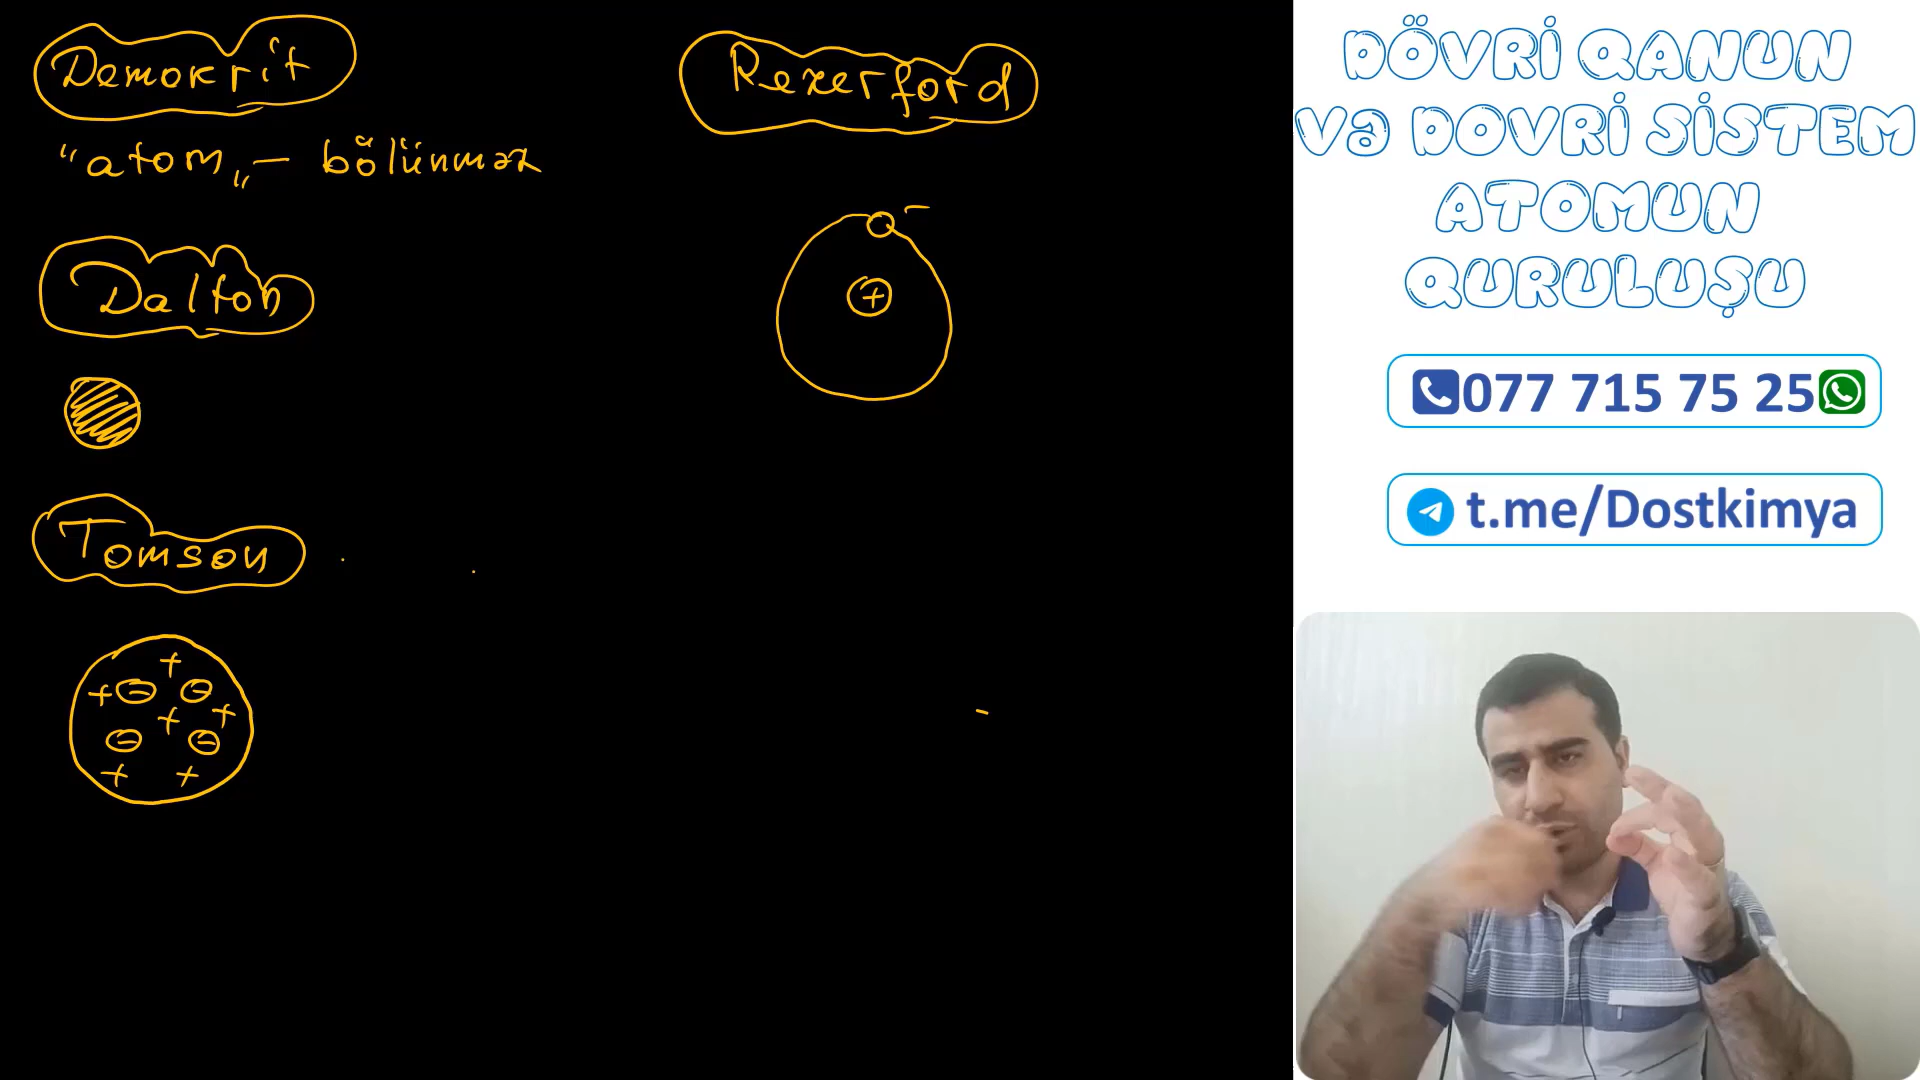 Demokrit
"atom„ - bölünməz
Dalton
Tomson
+
+ - -
+ +
- -
+ +
Rezerford
-
+
DÖVRİ QANUN
VƏ DOVRİ SİSTEM
ATOMUN
QURULUŞU
077 715 75 25
t.me/Dostkimya